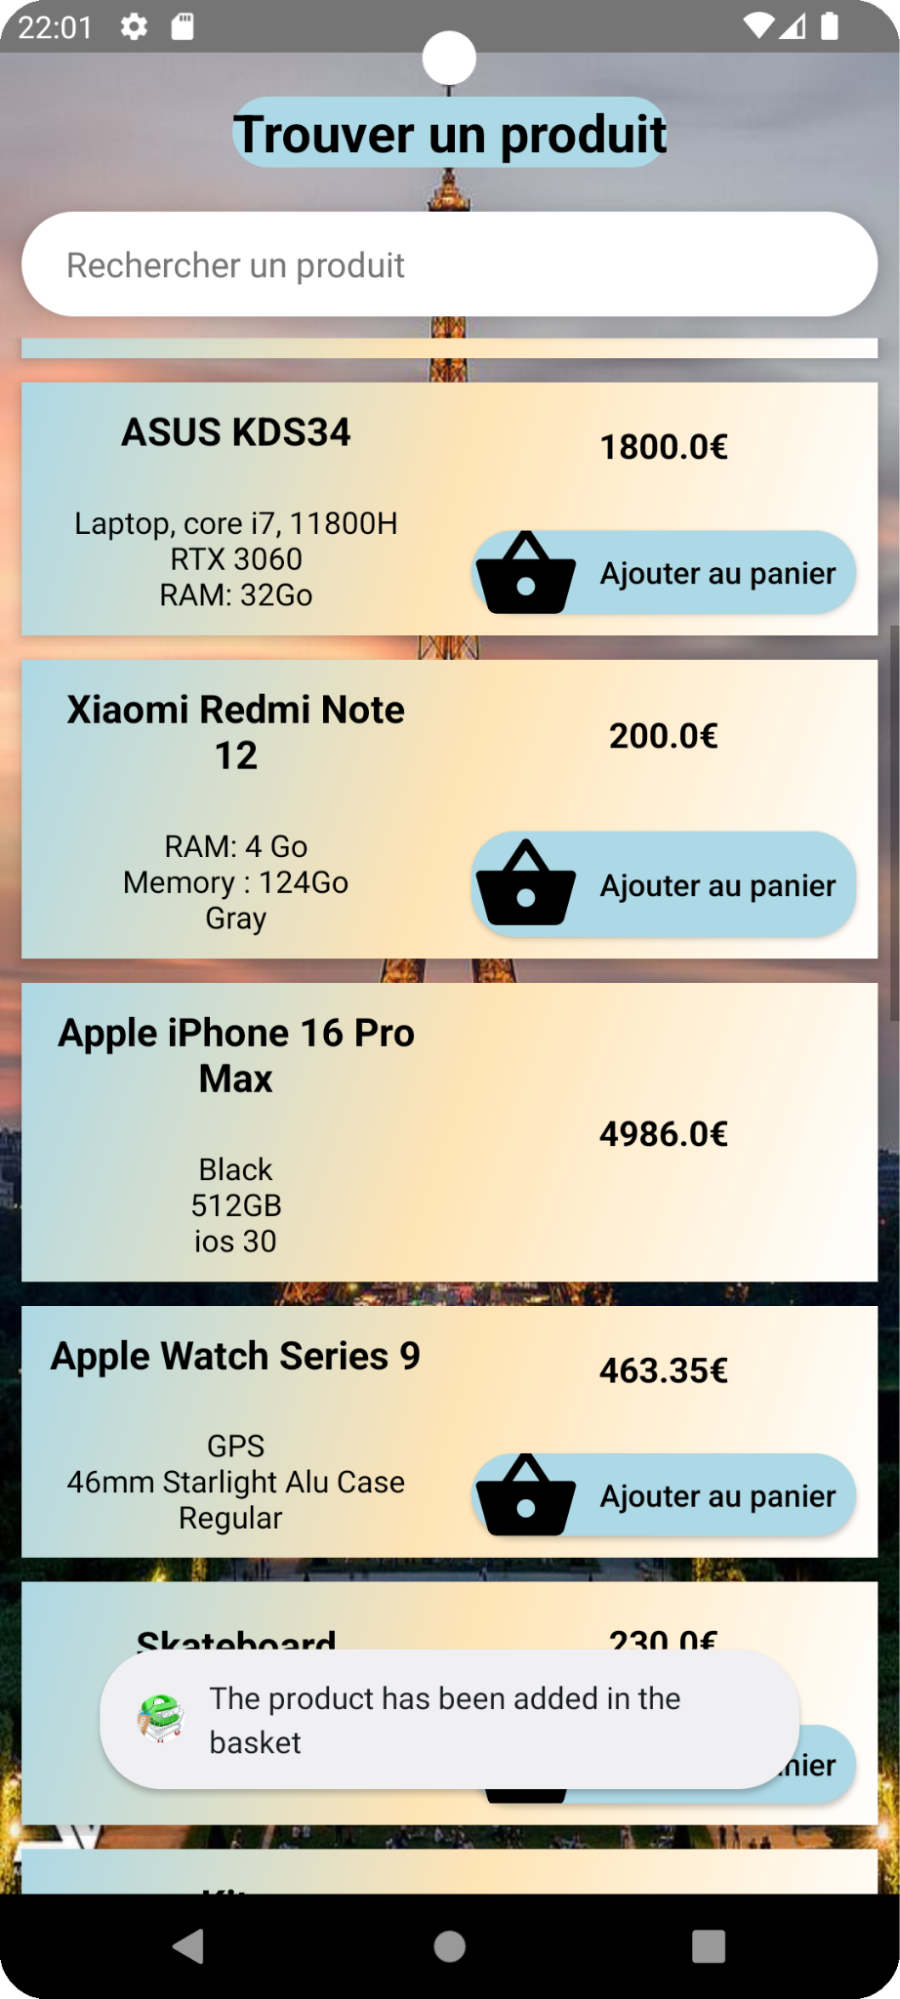 22:01
Trouver un produit
Rechercher un produit
ASUS KDS34
1800.0€
Laptop, core i7, 11800H
RTX 3060
RAM: 32Go
Ajouter au panier
Xiaomi Redmi Note
12
200.0€
RAM: 4 Go
Memory : 124Go
Gray
Ajouter au panier
Apple iPhone 16 Pro
Max
4986.0€
Black
512GB
ios 30
Apple Watch Series 9
463.35€
GPS
46mm Starlight Alu Case
Regular
Ajouter au panier
Skateboard
230.0€
The product has been added in the
basket
nier